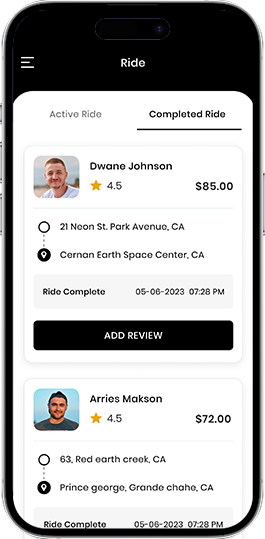 Ride
Active Ride
Completed Ride
Dwane Johnson
4.5
$85.00
21 Neon St. Park Avenue, CA
Cernan Earth Space Center, CA
Ride Complete
05-06-2023 07:28 PM
ADD REVIEW
Arries Makson
4.5
$72.00
63, Red earth creek, CA
Prince george, Grande chahe, CA
Ride Complete
05-06-2023 07:28 PM